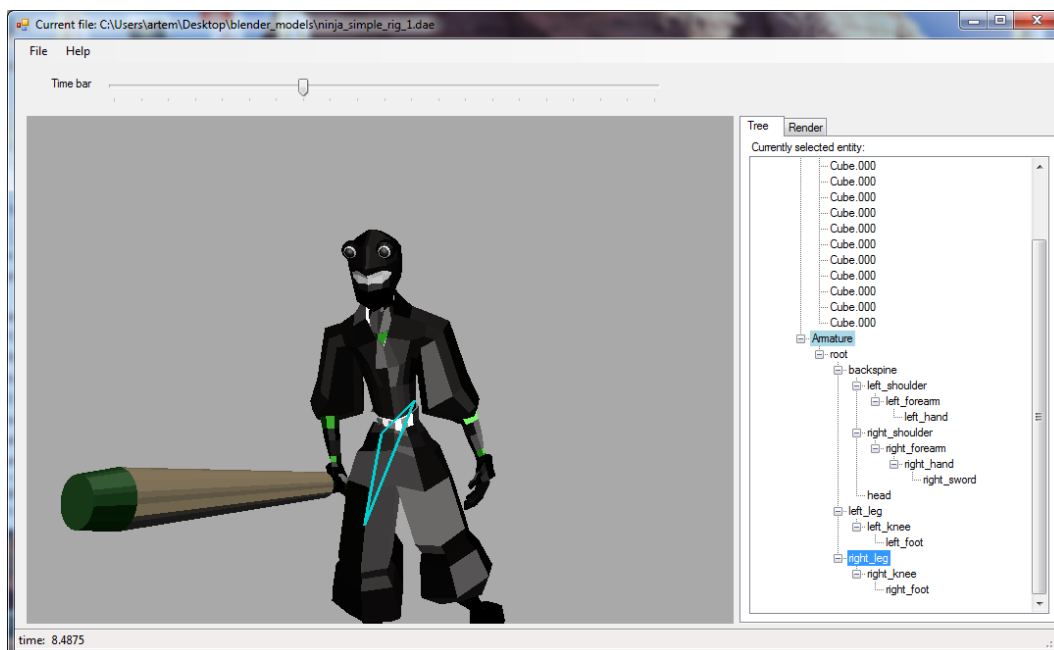 Current file: C:\Users\artem\Desktop\blender_models\ninja_simple_rig_1.dae
File Help
Time bar
Tree Render
Currently selected entity:
Cube.000
Cube.000
Cube.000
Cube.000
Cube.000
Cube.000
Cube.000
Cube.000
Cube.000
Cube.000
Cube.000
Armature
root
backspine
left_shoulder
left_forearm
left_hand
right_shoulder
right_forearm
right_hand
right_sword
head
left_leg
left_knee
left_foot
right_leg
right_knee
right_foot
time: 8.4875